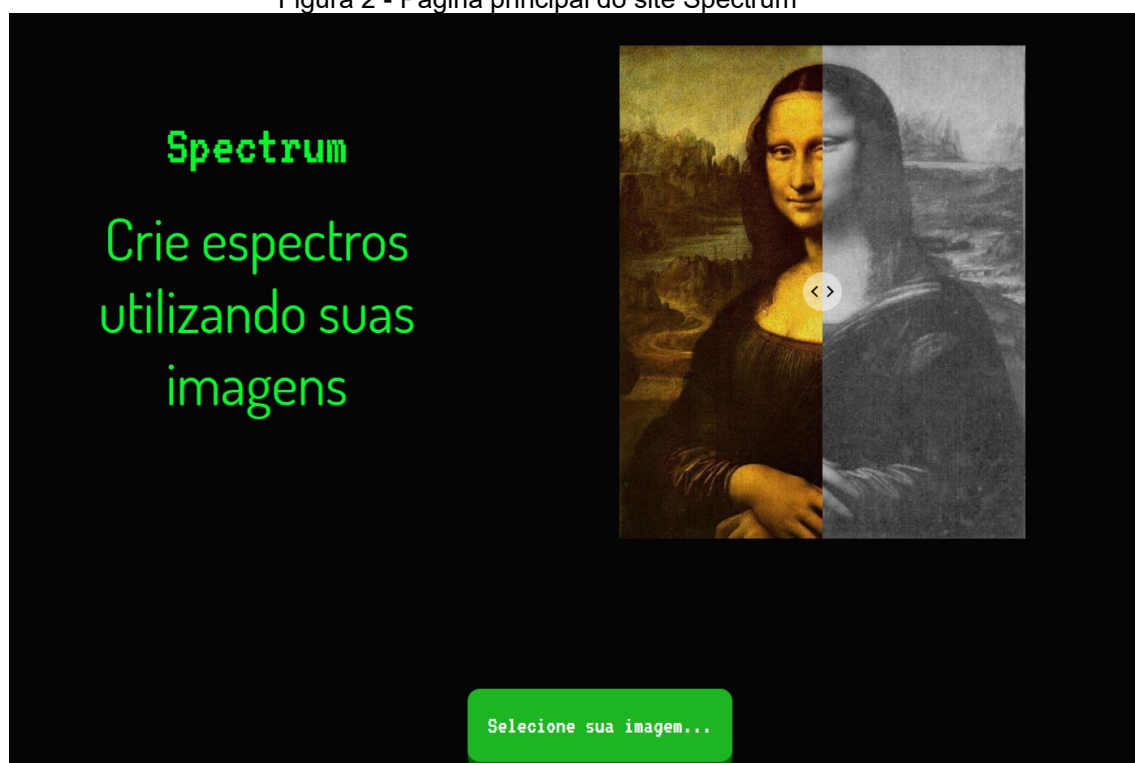 Figura 2 - Página principal do site Spectrum
Spectrum
Crie espectros
utilizando suas
imagens
Selecione sua imagem...